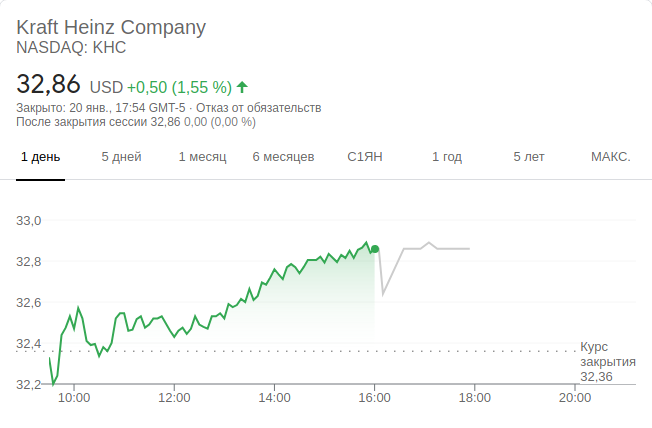 Kraft Heinz Company
NASDAQ: KHC
32,86 USD +0,50 (1,55 %)
Закрыто: 20 янв., 17:54 GMT-5 · Отказ от обязательств
После закрытия сессии 32,86 0,00 (0,00 %)
1 день 5 дней 1 месяц 6 месяцев С1ЯН 1 год 5 лет МАКС.
33,0
32,8
32,6
32,4
Курс
закрытия
32,36
32,2
10:00 12:00 14:00 16:00 18:00 20:00